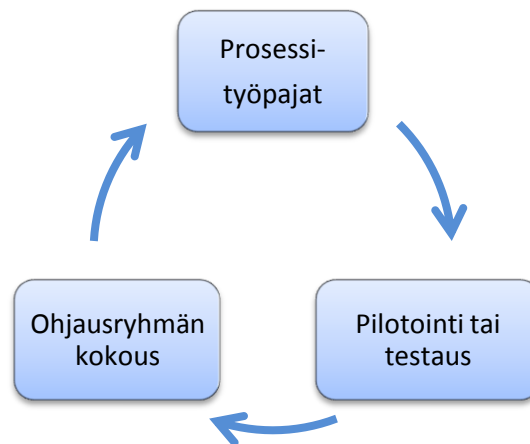 Prosessi-
työpajat
Ohjausryhmän
kokous
Pilotointi tai
testaus